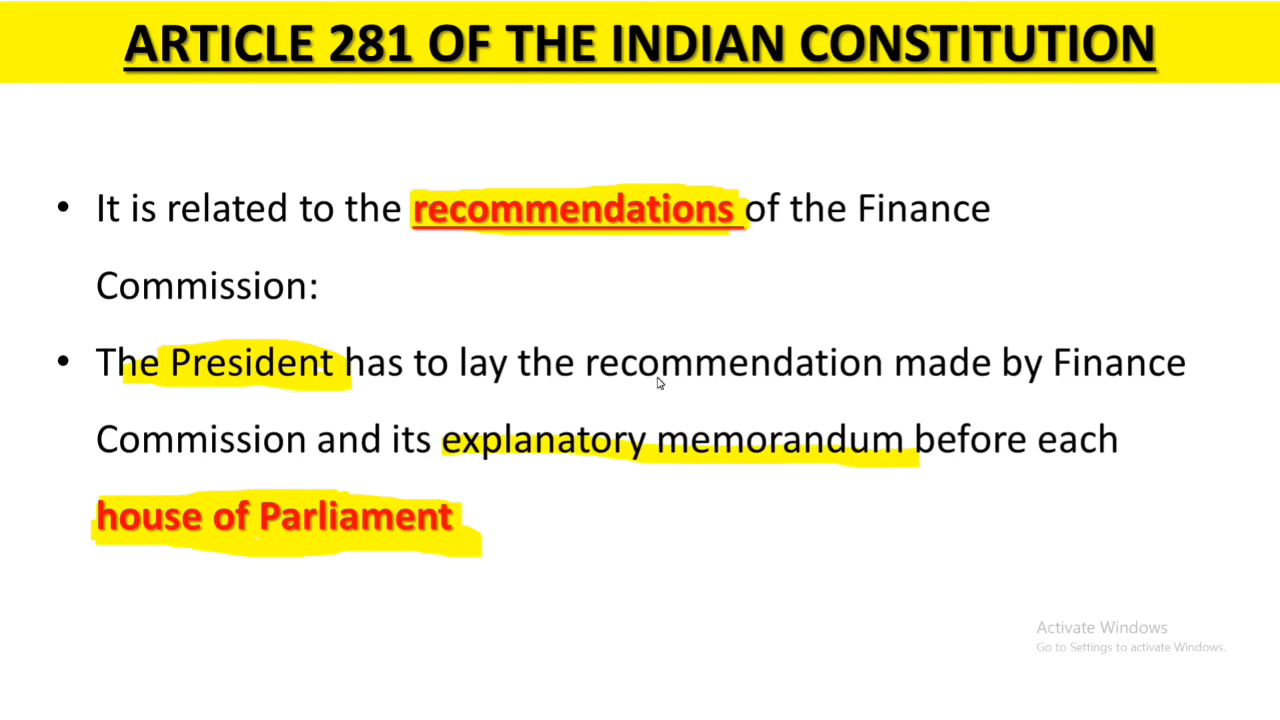 ARTICLE 281 OF THE INDIAN CONSTITUTION
• It is related to the recommendations of the Finance
Commission:
• The President has to lay the recommendation made by Finance
Commission and its explanatory memorandum before each
house of Parliament
Activate Windows
Go to Settings to activate Windows.